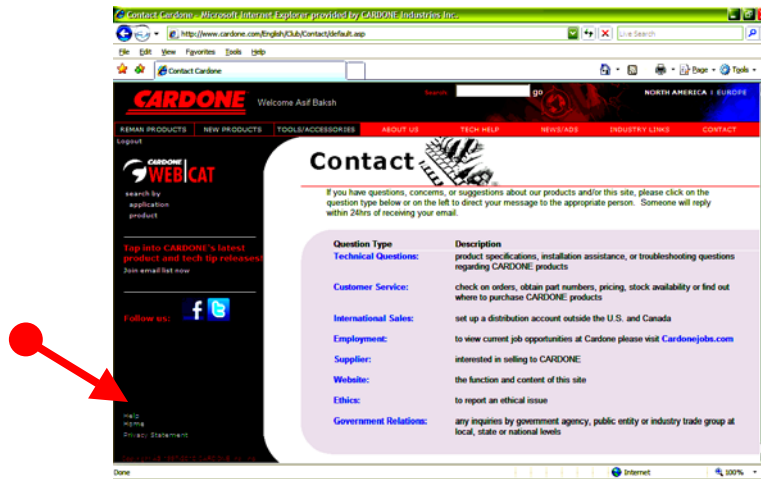 Contact Cardone - Microsoft Internet Explorer provided by CARDONE Industries Inc.
http://www.cardone.com/English/Club/Contact/default.asp
Live Search
File Edit View Favorites Tools Help
Contact Cardone
Page Tools
CARDONE Welcome Asif Baksh
Search go
NORTH AMERICA | EUROPE
REMAN PRODUCTS NEW PRODUCTS TOOLS/ACCESSORIES ABOUT US TECH HELP NEWS/ADS INDUSTRY LINKS CONTACT
Logout
CARDONE
WEBCAT
search by
application
product
Tap into CARDONE's latest
product and tech tip releases!
Join email list now
Follow us:
Help
Home
Privacy Statement
Contact
If you have questions, concerns, or suggestions about our products and/or this site, please click on the
question type below or on the left to direct your message to the appropriate person. Someone will reply
within 24hrs of receiving your email.
Question Type Description
Technical Questions: product specifications, installation assistance, or troubleshooting questions
regarding CARDONE products
Customer Service: check on orders, obtain part numbers, pricing, stock availability or find out
where to purchase CARDONE products
International Sales: set up a distribution account outside the U.S. and Canada
Employment: to view current job opportunities at Cardone please visit Cardonejobs.com
Supplier: interested in selling to CARDONE
Website: the function and content of this site
Ethics: to report an ethical issue
Government Relations: any inquiries by government agency, public entity or industry trade group at
local, state or national levels
Done
Internet
100%